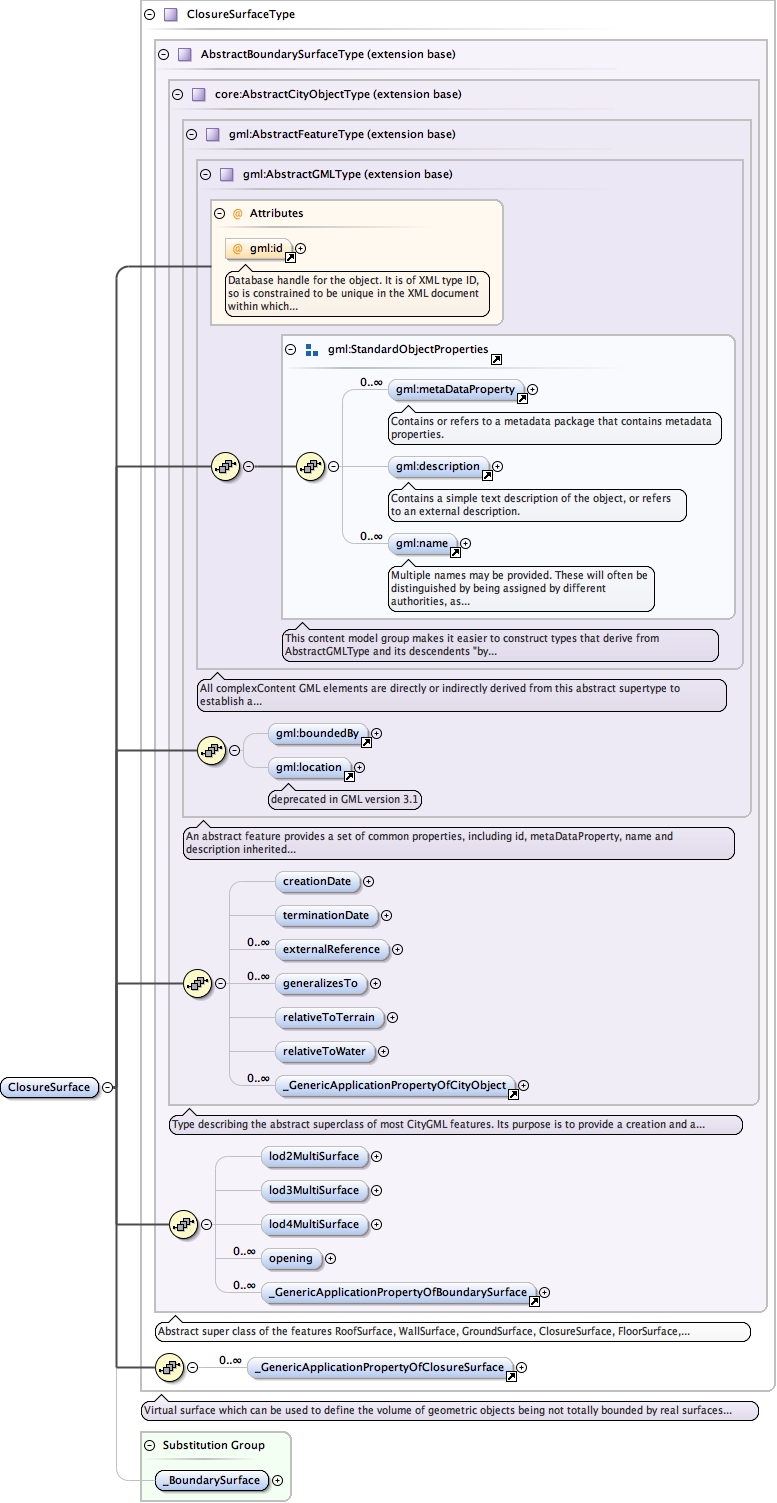 ClosureSurfaceType
AbstractBoundarySurfaceType (extension base)
core:AbstractCityObjectType (extension base)
gml:AbstractFeatureType (extension base)
gml:AbstractGMLType (extension base)
@ Attributes
@ gml:id
Database handle for the object. It is of XML type ID,
so is constrained to be unique in the XML document
within which...
gml:StandardObjectProperties
0..∞
gml:metaDataProperty
Contains or refers to a metadata package that contains metadata
properties.
gml:description
Contains a simple text description of the object, or refers
to an external description.
0..∞
gml:name
Multiple names may be provided. These will often be
distinguished by being assigned by different
authorities, as...
This content model group makes it easier to construct types that derive from
AbstractGMLType and its descendents "by...
All complexContent GML elements are directly or indirectly derived from this abstract supertype to
establish a...
gml:boundedBy
gml:location
deprecated in GML version 3.1
An abstract feature provides a set of common properties, including id, metaDataProperty, name and
description inherited...
creationDate
terminationDate
0..∞
externalReference
0..∞
generalizesTo
relativeToTerrain
relativeToWater
0..∞
_GenericApplicationPropertyOfCityObject
ClosureSurface
Type describing the abstract superclass of most CityGML features. Its purpose is to provide a creation and a...
lod2MultiSurface
lod3MultiSurface
lod4MultiSurface
0..∞
opening
0..∞
_GenericApplicationPropertyOfBoundarySurface
Abstract super class of the features RoofSurface, WallSurface, GroundSurface, ClosureSurface, FloorSurface,...
0..∞
_GenericApplicationPropertyOfClosureSurface
Virtual surface which can be used to define the volume of geometric objects being not totally bounded by real surfaces...
Substitution Group
_BoundarySurface